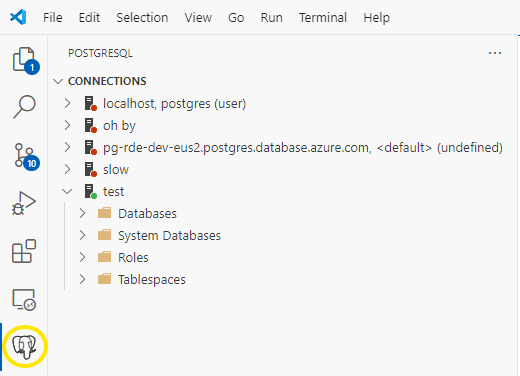 File Edit Selection View Go Run Terminal Help
POSTGRESQL
CONNECTIONS
localhost, postgres (user)
oh by
pg-rde-dev-eus2.postgres.database.azure.com, <default> (undefined)
slow
test
Databases
System Databases
Roles
Tablespaces
1
10